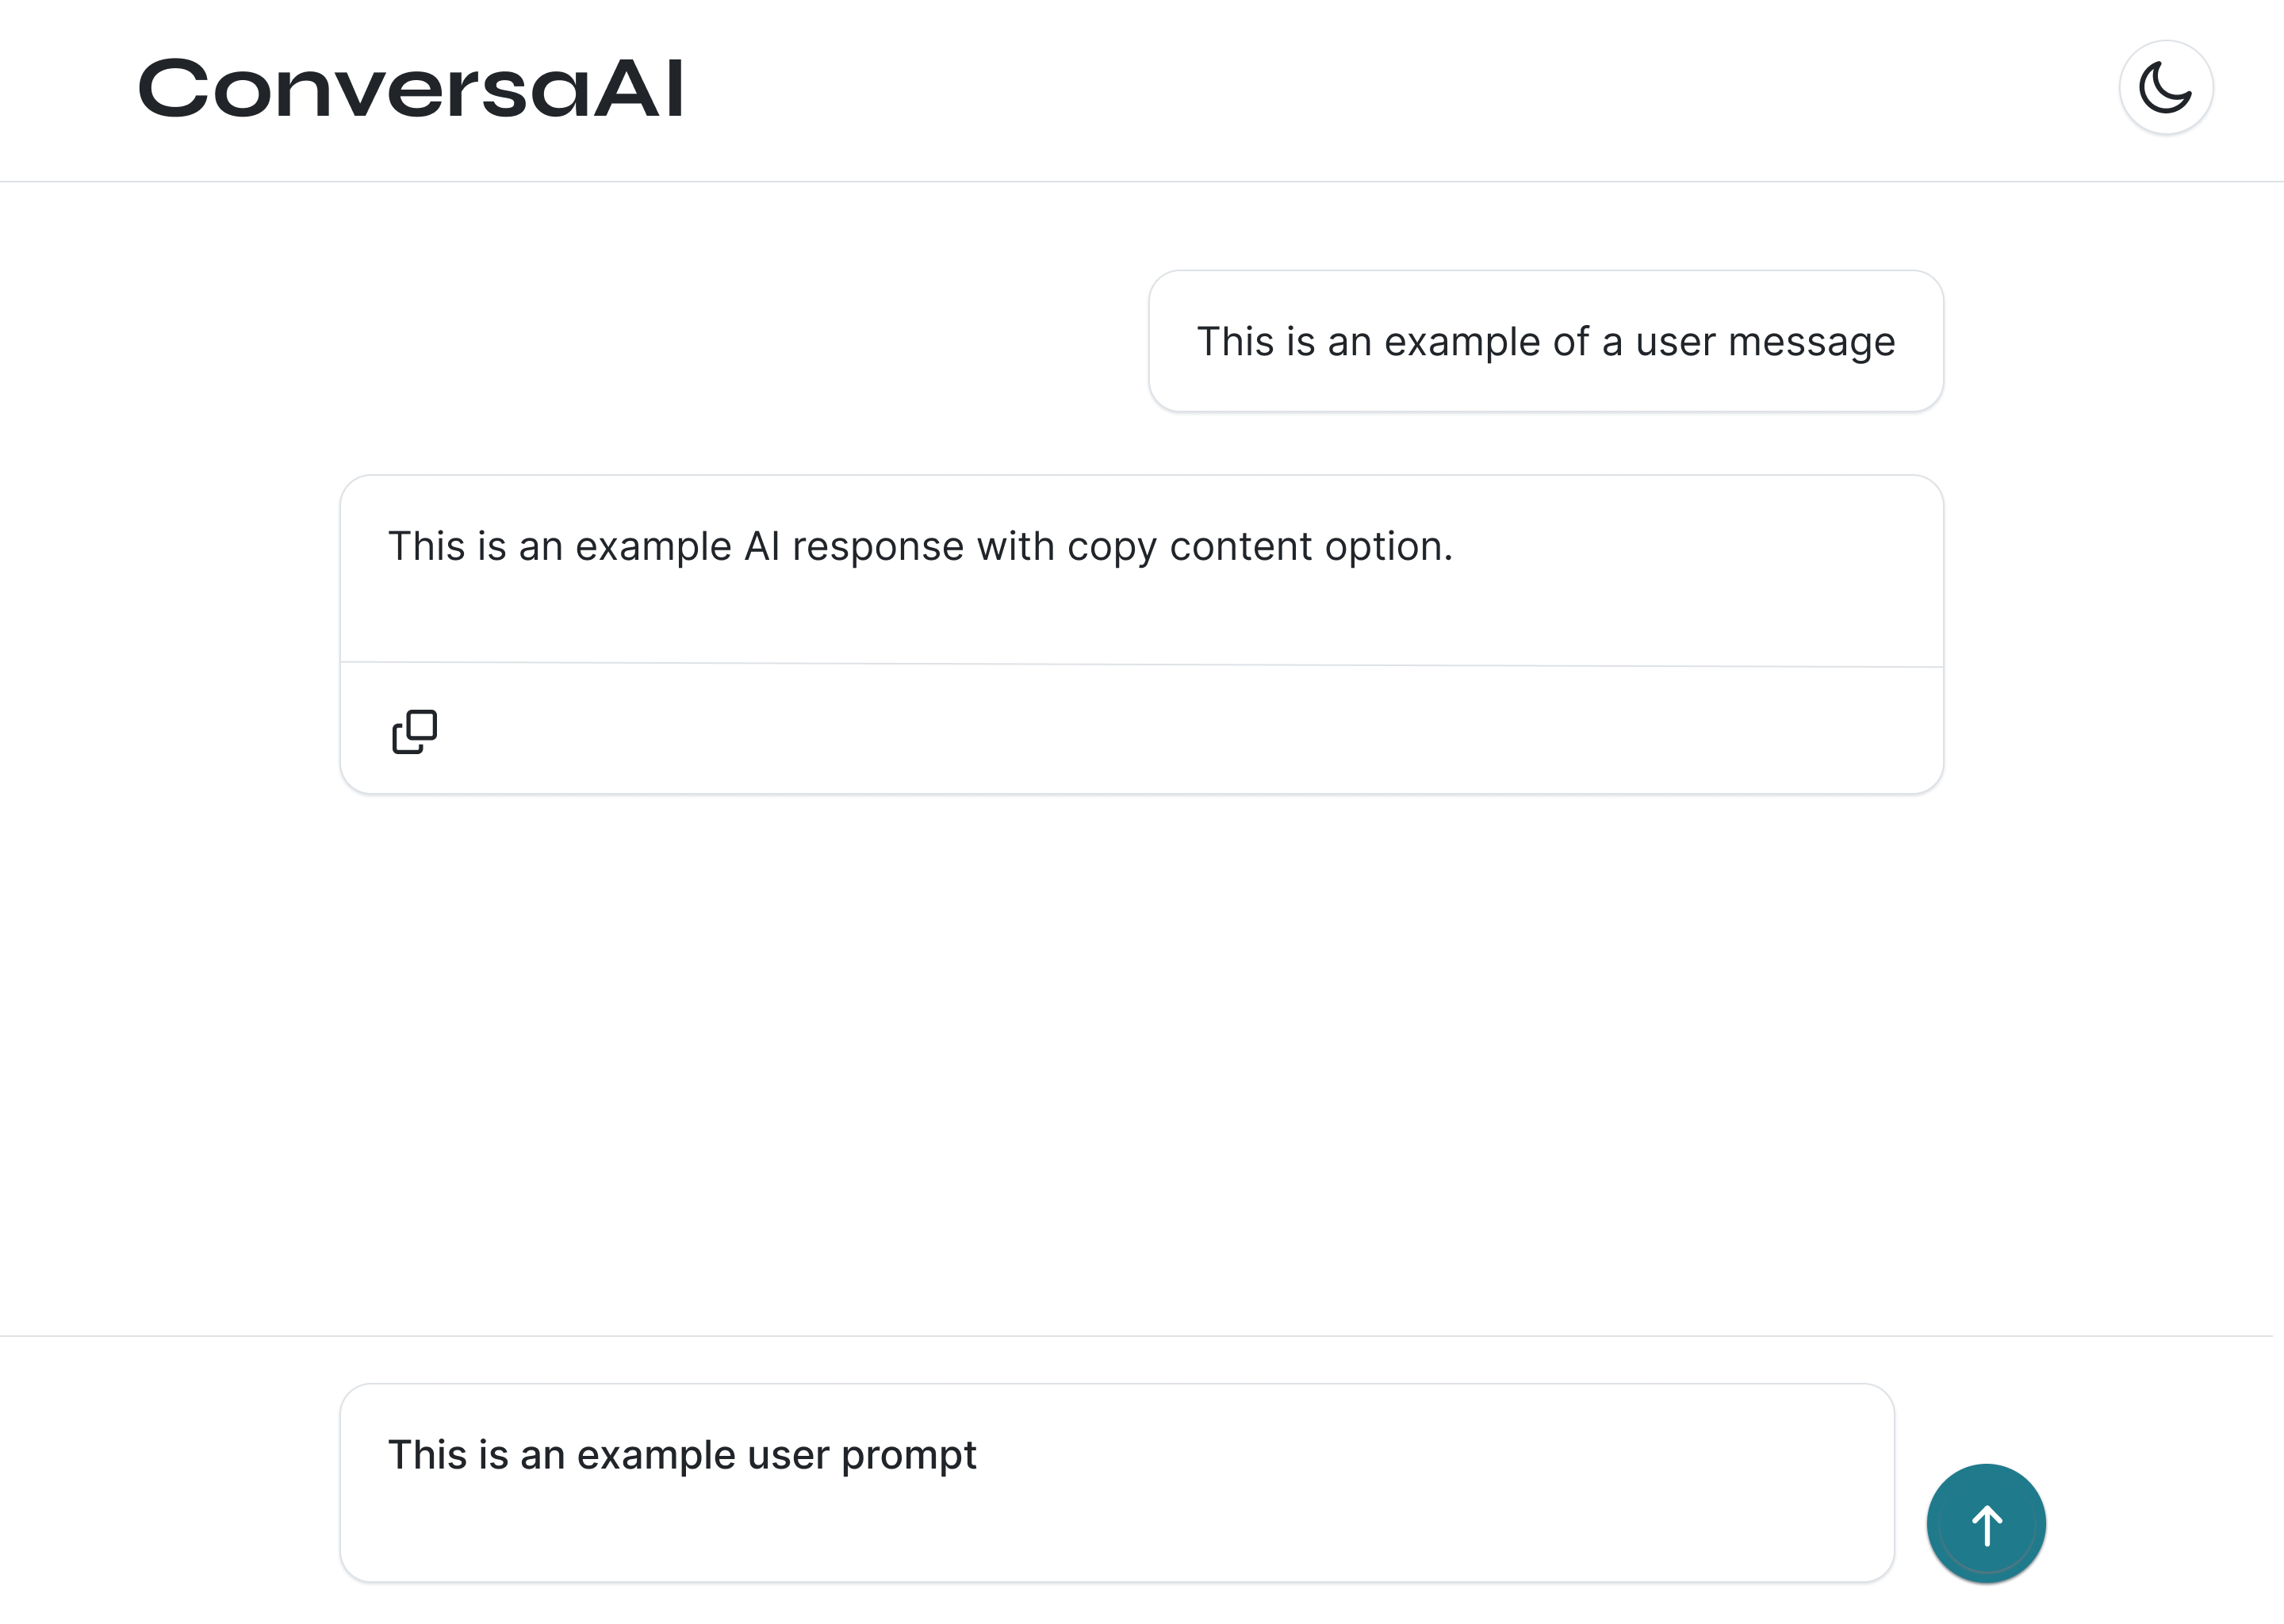 ConversaAI
This is an example of a user message
This is an example AI response with copy content option.
This is an example user prompt